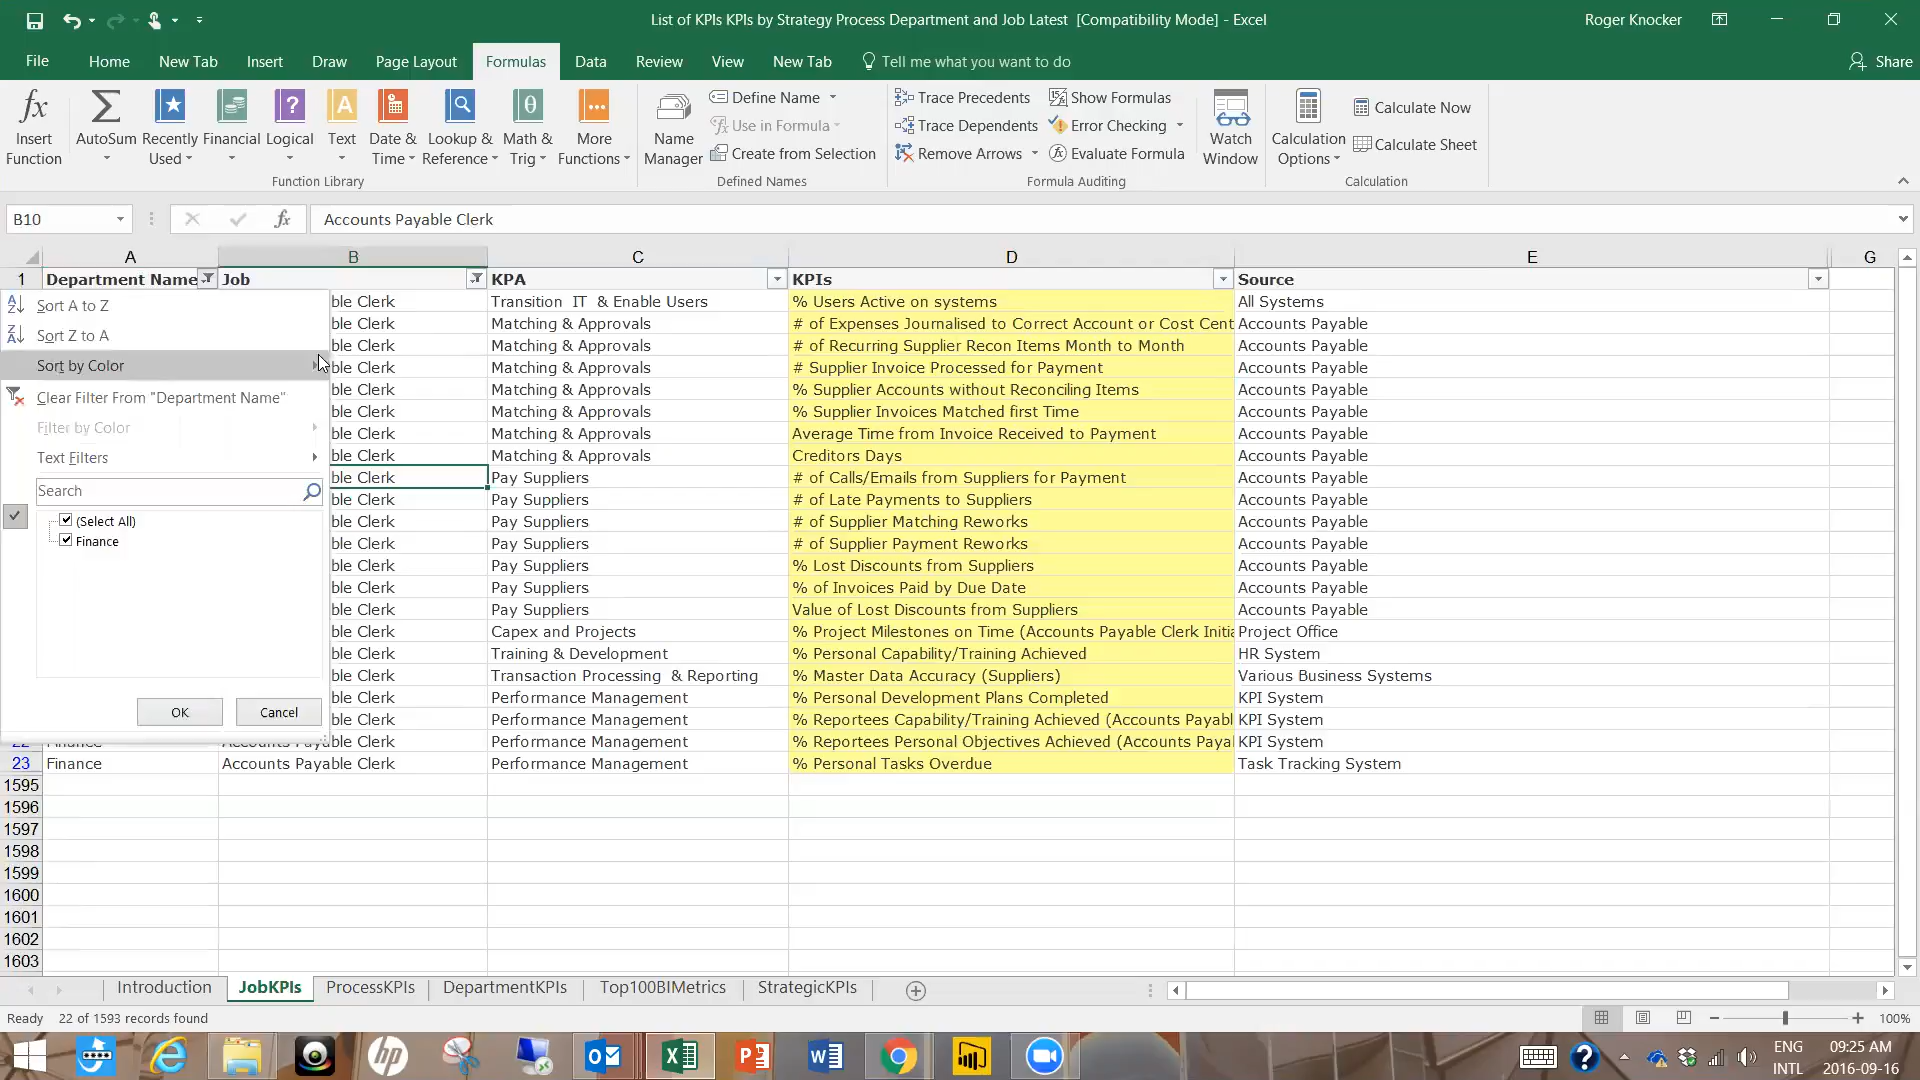 List of KPIs KPIs by Strategy Process Department and Job Latest [Compatibility Mode] - Excel
Roger Knocker
File Home New Tab Insert Draw Page Layout Formulas Data Review View New Tab Tell me what you want to do Share
Insert Function
AutoSum
Recently Used
Financial
Logical
Text
Date & Time
Lookup & Reference
Math & Trig
More Functions
Function Library
Name Manager
Define Name
Use in Formula
Create from Selection
Defined Names
Trace Precedents
Trace Dependents
Remove Arrows
Show Formulas
Error Checking
Evaluate Formula
Formula Auditing
Watch Window
Calculation Options
Calculate Now
Calculate Sheet
Calculation
B10 fx Accounts Payable Clerk
A B C D E G
1 Department Name Job KPA KPIs Source
ble Clerk Transition IT & Enable Users % Users Active on systems All Systems
ble Clerk Matching & Approvals # of Expenses Journalised to Correct Account or Cost Cent Accounts Payable
ble Clerk Matching & Approvals # of Recurring Supplier Recon Items Month to Month Accounts Payable
ble Clerk Matching & Approvals # Supplier Invoice Processed for Payment Accounts Payable
ble Clerk Matching & Approvals % Supplier Accounts without Reconciling Items Accounts Payable
ble Clerk Matching & Approvals % Supplier Invoices Matched first Time Accounts Payable
ble Clerk Matching & Approvals Average Time from Invoice Received to Payment Accounts Payable
ble Clerk Matching & Approvals Creditors Days Accounts Payable
ble Clerk Pay Suppliers # of Calls/Emails from Suppliers for Payment Accounts Payable
ble Clerk Pay Suppliers # of Late Payments to Suppliers Accounts Payable
ble Clerk Pay Suppliers # of Supplier Matching Reworks Accounts Payable
ble Clerk Pay Suppliers # of Supplier Payment Reworks Accounts Payable
ble Clerk Pay Suppliers % Lost Discounts from Suppliers Accounts Payable
ble Clerk Pay Suppliers % of Invoices Paid by Due Date Accounts Payable
ble Clerk Pay Suppliers Value of Lost Discounts from Suppliers Accounts Payable
ble Clerk Capex and Projects % Project Milestones on Time (Accounts Payable Clerk Initia Project Office
ble Clerk Training & Development % Personal Capability/Training Achieved HR System
ble Clerk Transaction Processing & Reporting % Master Data Accuracy (Suppliers) Various Business Systems
ble Clerk Performance Management % Personal Development Plans Completed KPI System
ble Clerk Performance Management % Reportees Capability/Training Achieved (Accounts Payabl KPI System
22 Finance Accounts Payable Clerk Performance Management % Reportees Personal Objectives Achieved (Accounts Paya KPI System
23 Finance Accounts Payable Clerk Performance Management % Personal Tasks Overdue Task Tracking System
1595
1596
1597
1598
1599
1600
1601
1602
1603
Sort A to Z
Sort Z to A
Sort by Color
Clear Filter From "Department Name"
Filter by Color
Text Filters
Search
(Select All)
Finance
OK Cancel
Introduction JobKPIs ProcessKPIs DepartmentKPIs Top100BIMetrics StrategicKPIs
Ready 22 of 1593 records found 100%
ENG 09:25 AM
INTL 2016-09-16